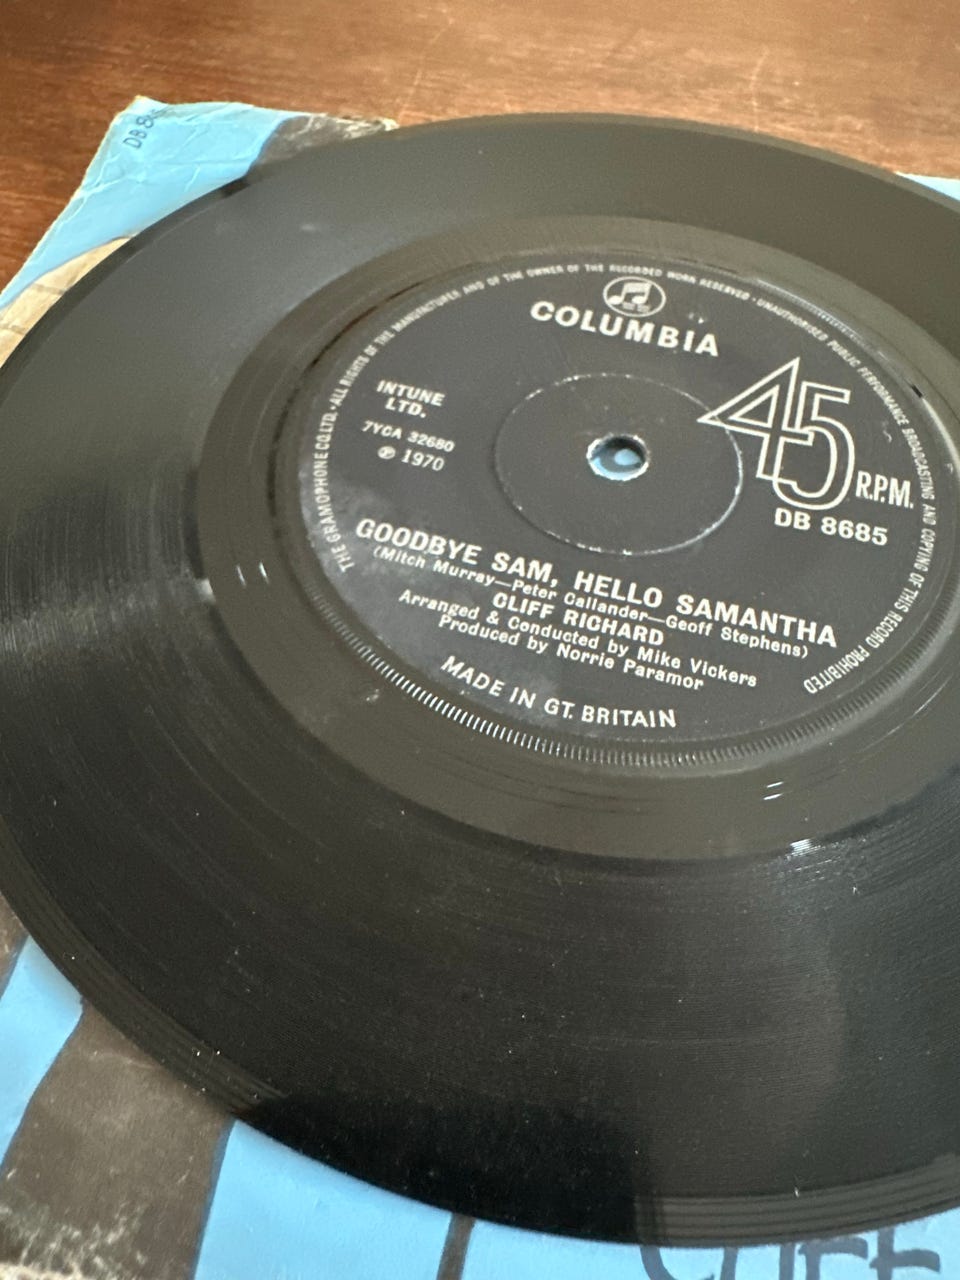 DB 8
THE GRAMOPHONE CO. LTD. · ALL RIGHTS OF THE MANUFACTURER AND OF THE OWNER OF THE RECORDED WORK RESERVED · UNAUTHORISED PUBLIC PERFORMANCE BROADCASTING AND COPYING OF THIS RECORD PROHIBITED
COLUMBIA
45
R.P.M.
DB 8685
INTUNE
LTD.
7YCA 32680
℗ 1970
GOODBYE SAM, HELLO SAMANTHA
(Mitch Murray—Peter Callander—Geoff Stephens)
CLIFF RICHARD
Arranged & Conducted by Mike Vickers
Produced by Norrie Paramor
MADE IN GT. BRITAIN
CLIFF